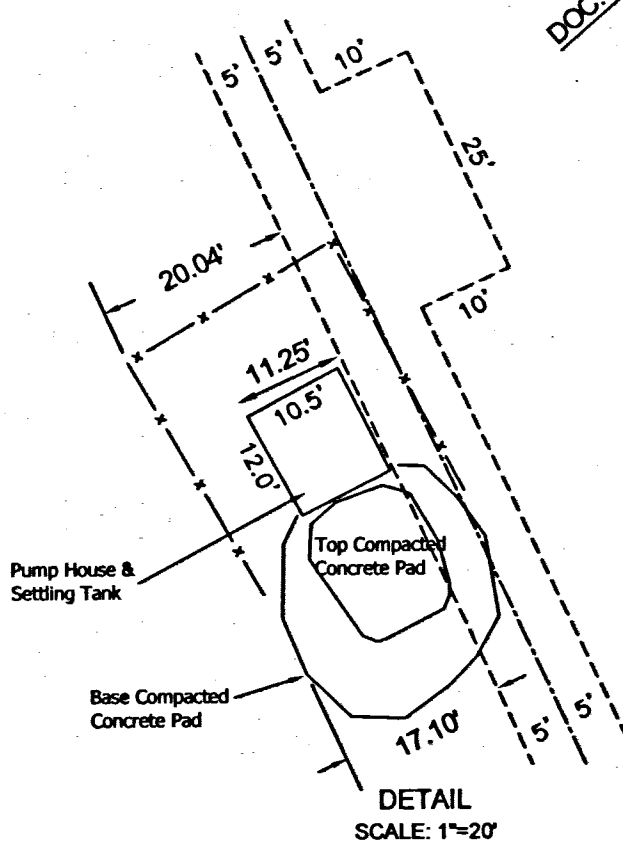 DOC.
5'
5'
10'
25'
20.04'
10'
11.25'
10.5'
12.0'
Top Compacted
Concrete Pad
Pump House &
Settling Tank
Base Compacted
Concrete Pad
17.10'
5'
5'
DETAIL
SCALE: 1"=20'